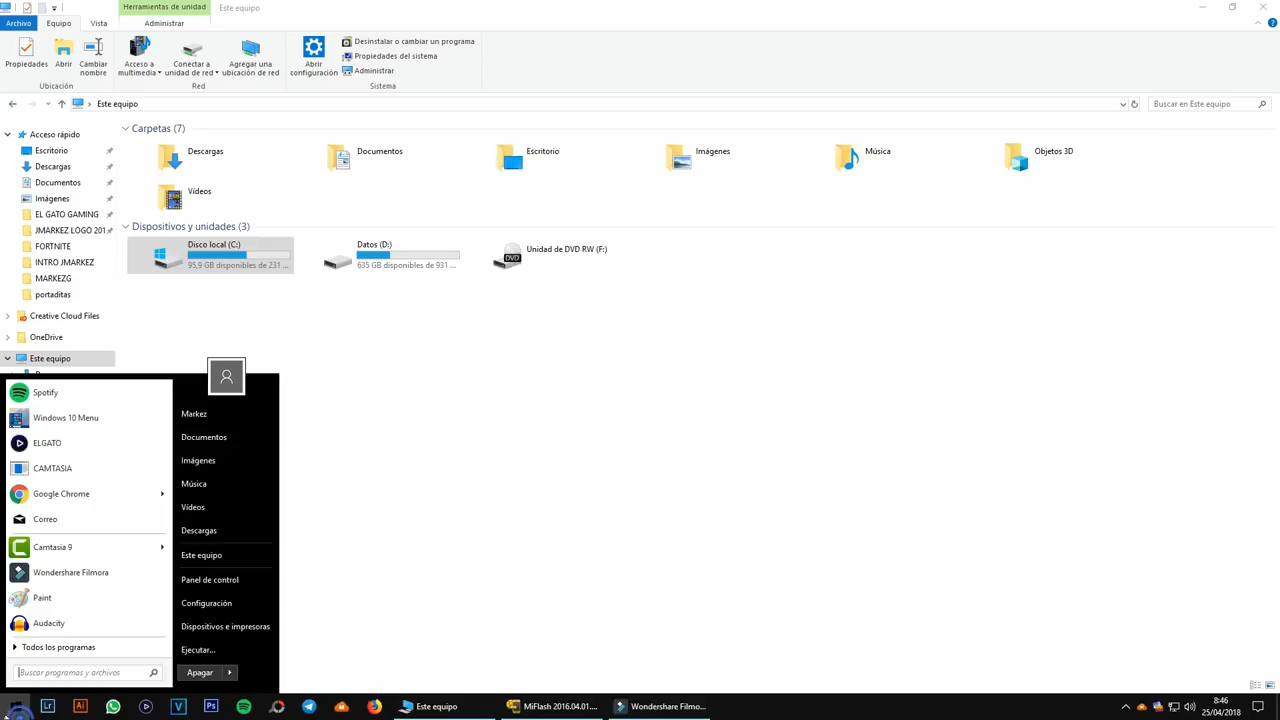 Herramientas de unidad
Este equipo
Archivo
Equipo
Vista
Administrar
Propiedades
Abrir
Cambiar nombre
Acceso a multimedia
Conectar a unidad de red
Agregar una ubicación de red
Abrir configuración
Desinstalar o cambiar un programa
Propiedades del sistema
Administrar
Ubicación
Red
Sistema
Este equipo
Buscar en Este equipo
Acceso rápido
Escritorio
Descargas
Documentos
Imágenes
EL GATO GAMING
JMARKEZ LOGO 201
FORTNITE
INTRO JMARKEZ
MARKEZG
portaditas
Creative Cloud Files
OneDrive
Este equipo
Carpetas (7)
Descargas
Documentos
Escritorio
Imágenes
Música
Objetos 3D
Vídeos
Dispositivos y unidades (3)
Disco local (C:)
95,9 GB disponibles de 231 ...
Datos (D:)
635 GB disponibles de 931 ...
DVD
Unidad de DVD RW (F:)
Spotify
Windows 10 Menu
ELGATO
CAMTASIA
Google Chrome
Correo
Camtasia 9
Wondershare Filmora
Paint
Audacity
Todos los programas
Buscar programas y archivos
Markez
Documentos
Imágenes
Música
Vídeos
Descargas
Este equipo
Panel de control
Configuración
Dispositivos e impresoras
Ejecutar...
Apagar
Lr
Ai
V
Ps
Este equipo
MiFlash 2016.04.01....
Wondershare Filmo...
8:46
25/04/2018